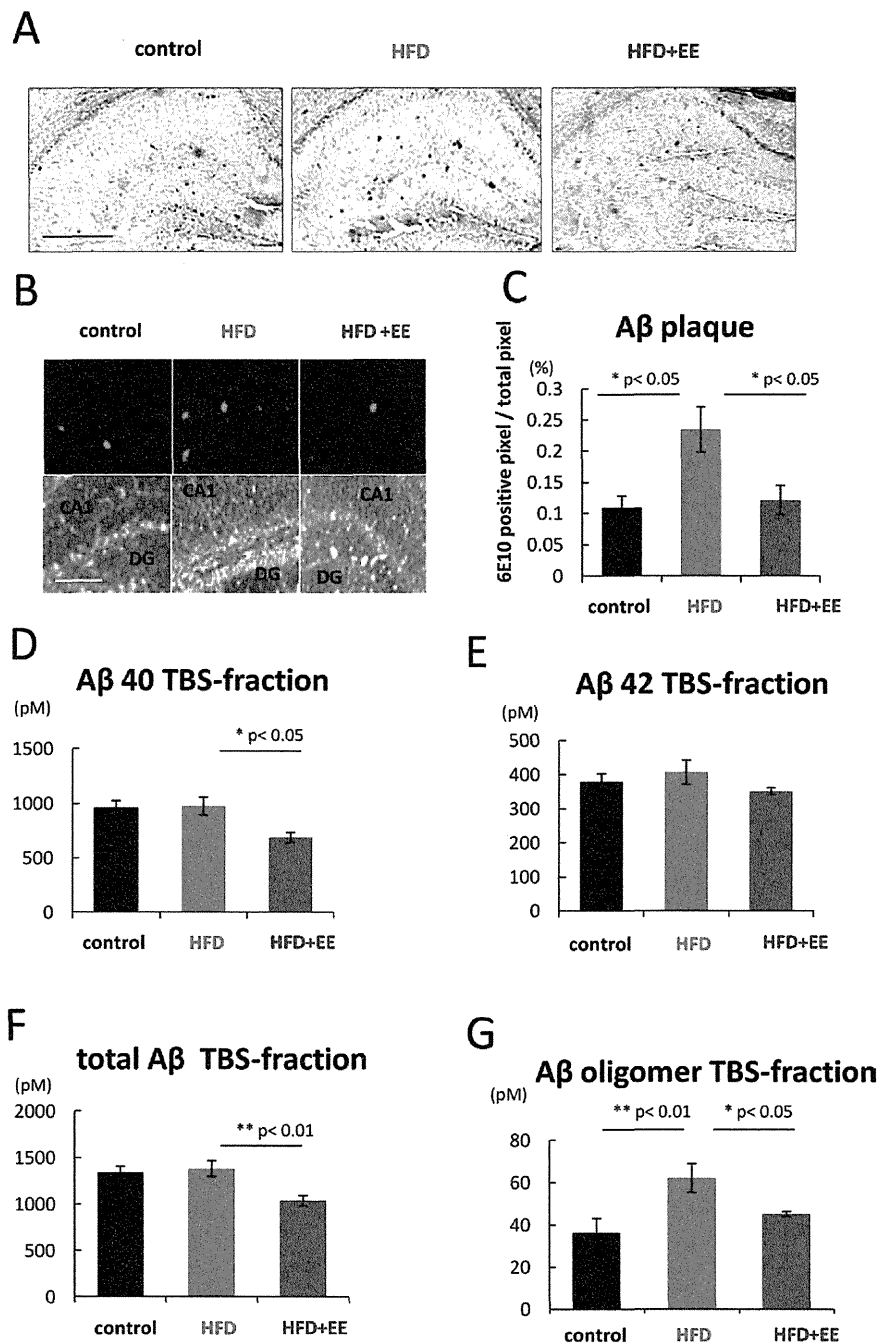 A
control HFD HFD+EE
B
control HFD HFD +EE
CA1 CA1 CA1
DG DG DG
C
Aβ plaque
(%)
* p< 0.05 * p< 0.05
6E10 positive pixel / total pixel
0.3
0.25
0.2
0.15
0.1
0.05
0
control HFD HFD+EE
D
Aβ 40 TBS-fraction
(pM)
* p< 0.05
1500
1000
500
0
control HFD HFD+EE
E
Aβ 42 TBS-fraction
(pM)
500
400
300
200
100
0
control HFD HFD+EE
F
total Aβ TBS-fraction
(pM)
** p< 0.01
2000
1500
1000
500
0
control HFD HFD+EE
G
Aβ oligomer TBS-fraction
(pM)
** p< 0.01 * p< 0.05
80
60
40
20
0
control HFD HFD+EE